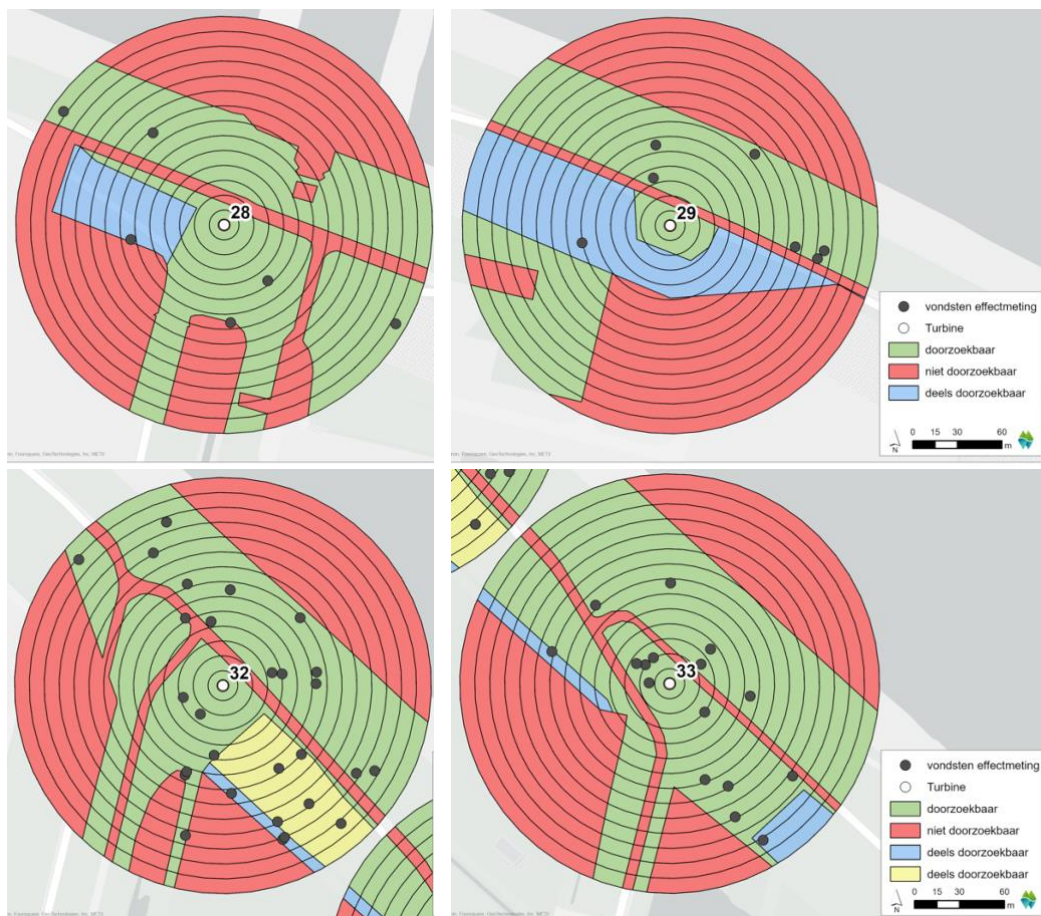 28
29
vondsten effectmeting
Turbine
doorzoekbaar
niet doorzoekbaar
deels doorzoekbaar
0 15 30 60
m
N
32
33
vondsten effectmeting
Turbine
doorzoekbaar
niet doorzoekbaar
deels doorzoekbaar
deels doorzoekbaar
0 15 30 60
m
N